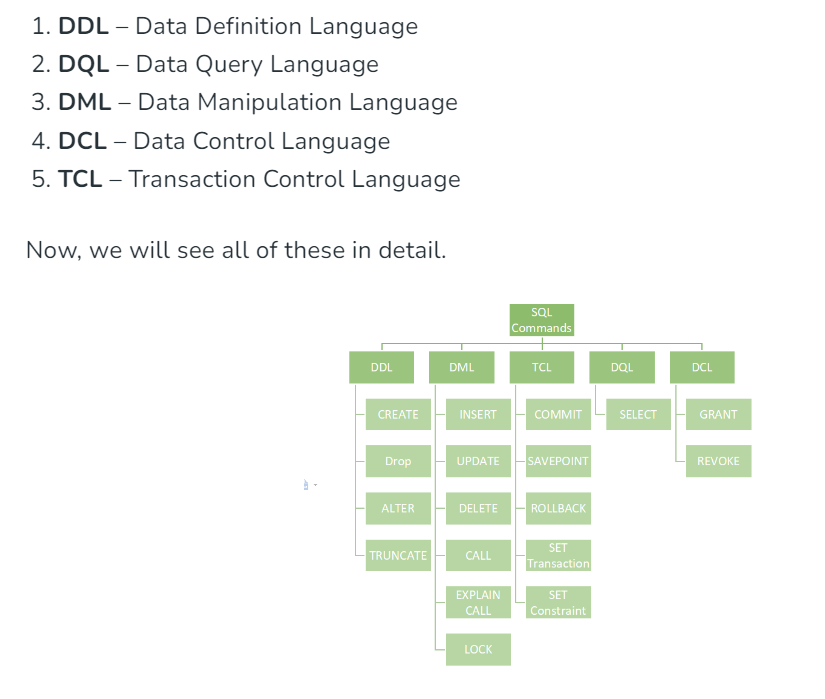 1. DDL – Data Definition Language
2. DQL – Data Query Language
3. DML – Data Manipulation Language
4. DCL – Data Control Language
5. TCL – Transaction Control Language
Now, we will see all of these in detail.
SQL
Commands
DDL
DML
TCL
DQL
DCL
CREATE
INSERT
COMMIT
SELECT
GRANT
Drop
UPDATE
SAVEPOINT
REVOKE
ALTER
DELETE
ROLLBACK
TRUNCATE
CALL
SET
Transaction
EXPLAIN
CALL
SET
Constraint
LOCK